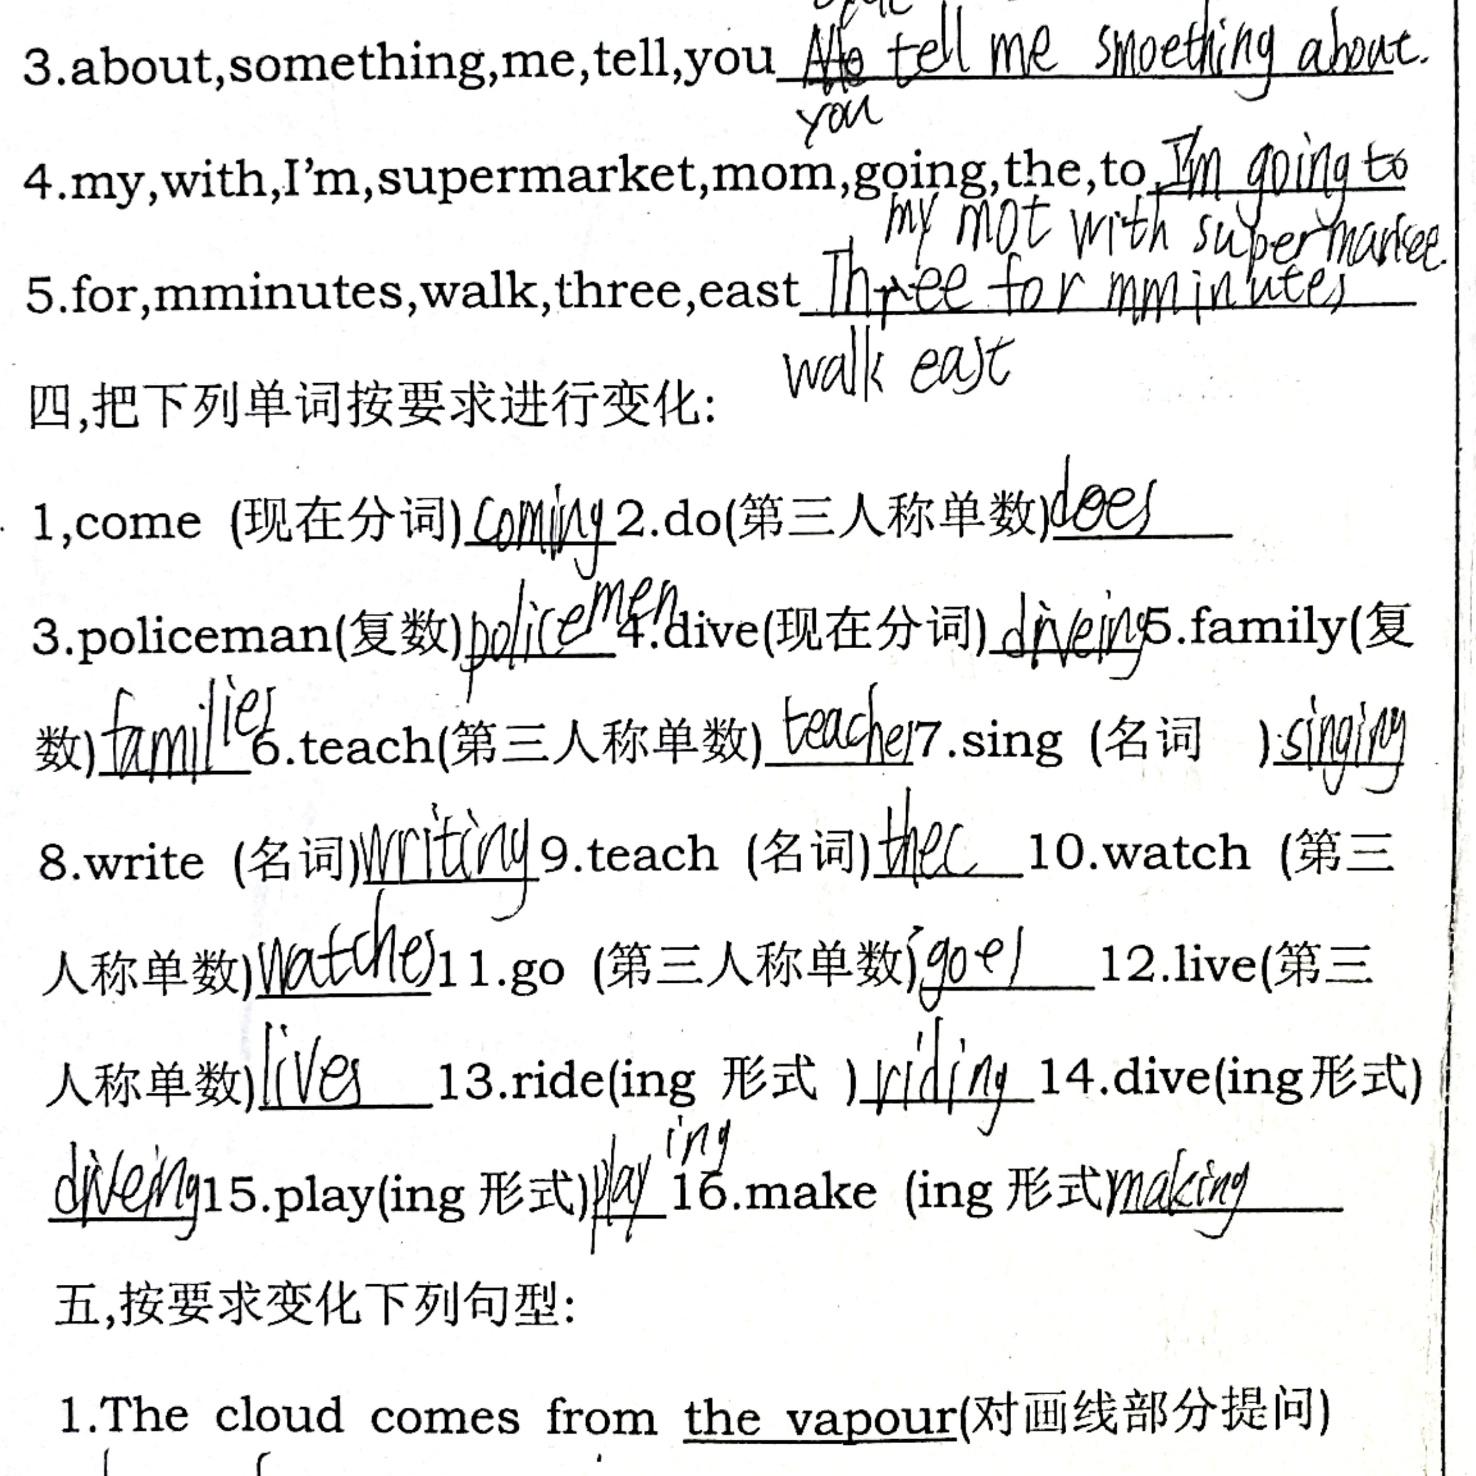 3.about,something,me,tell,you tell me smoething about.
you
4.my,with,I'm,supermarket,mom,going,the,to I'm going to
my mot with supermarkee.
5.for,mminutes,walk,three,east Three for mminutes
walk east
四,把下列单词按要求进行变化:
1,come (现在分词)coming 2.do(第三人称单数)does
3.policeman(复数)policemen 4.dive(现在分词)diveing 5.family(复
数)families 6.teach(第三人称单数)teaches 7.sing (名词 )singing
8.write (名词)writing 9.teach (名词) 10.watch (第三
人称单数)watches 11.go (第三人称单数)goes 12.live(第三
人称单数)lives 13.ride(ing 形式 )riding 14.dive(ing形式)
diveing 15.play(ing 形式)playing 16.make (ing 形式)making
五,按要求变化下列句型:
1.The cloud comes from the vapour(对画线部分提问)